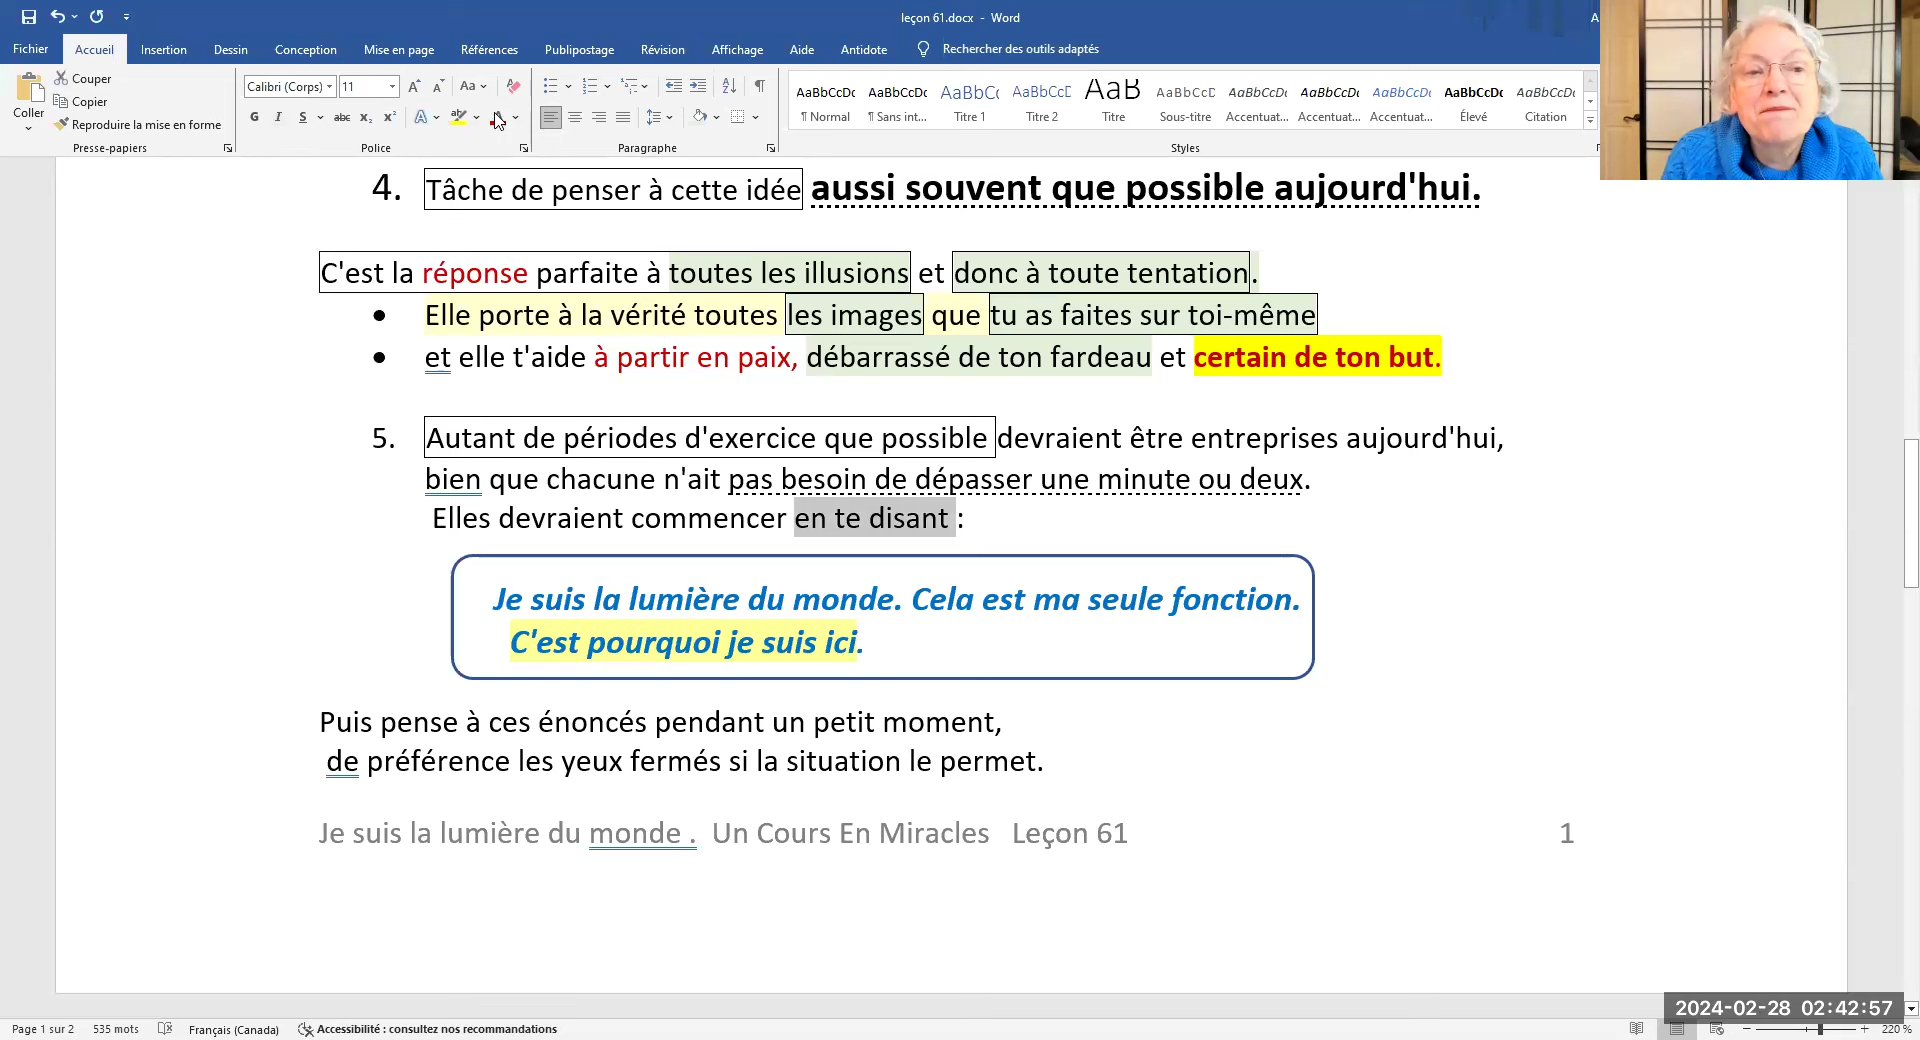 leçon 61.docx - Word
Fichier Accueil Insertion Dessin Conception Mise en page Références Publipostage Révision Affichage Aide Antidote Rechercher des outils adaptés
Couper
Copier
Reproduire la mise en forme
Coller
Presse-papiers
Calibri (Corps) 11
Aa
G I S abc x₂ x²
Police
Paragraphe
AaBbCcDc AaBbCcDc AaBbCc AaBbCcC AaB AaBbCcC AaBbCcDc AaBbCcDc AaBbCcDc AaBbCcDc AaBbCcDc
¶ Normal ¶ Sans int... Titre 1 Titre 2 Titre Sous-titre Accentuat... Accentuat... Accentuat... Élevé Citation
Styles
4. Tâche de penser à cette idée aussi souvent que possible aujourd'hui.
C'est la réponse parfaite à toutes les illusions et donc à toute tentation.
• Elle porte à la vérité toutes les images que tu as faites sur toi-même
• et elle t'aide à partir en paix, débarrassé de ton fardeau et certain de ton but.
5. Autant de périodes d'exercice que possible devraient être entreprises aujourd'hui,
bien que chacune n'ait pas besoin de dépasser une minute ou deux.
Elles devraient commencer en te disant :
Je suis la lumière du monde. Cela est ma seule fonction.
C'est pourquoi je suis ici.
Puis pense à ces énoncés pendant un petit moment,
de préférence les yeux fermés si la situation le permet.
Je suis la lumière du monde . Un Cours En Miracles Leçon 61 1
2024-02-28 02:42:57
Page 1 sur 2 535 mots Français (Canada) Accessibilité : consultez nos recommandations 220 %